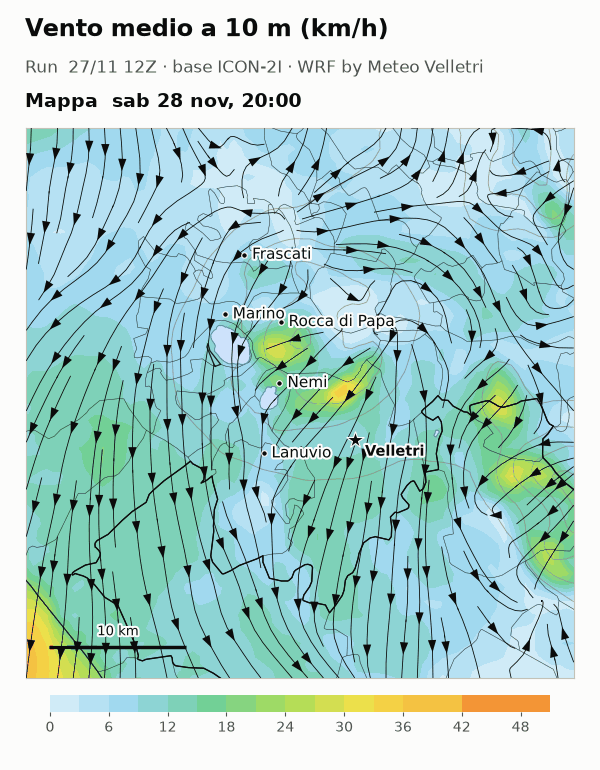 Vento medio a 10 m (km/h)
Run  27/11 12Z · base ICON-2I · WRF by Meteo Velletri
Mappa  sab 28 nov, 20:00
Frascati
Marino
Rocca di Papa
Nemi
Velletri
Lanuvio
10 km
0 6 12 18 24 30 36 42 48